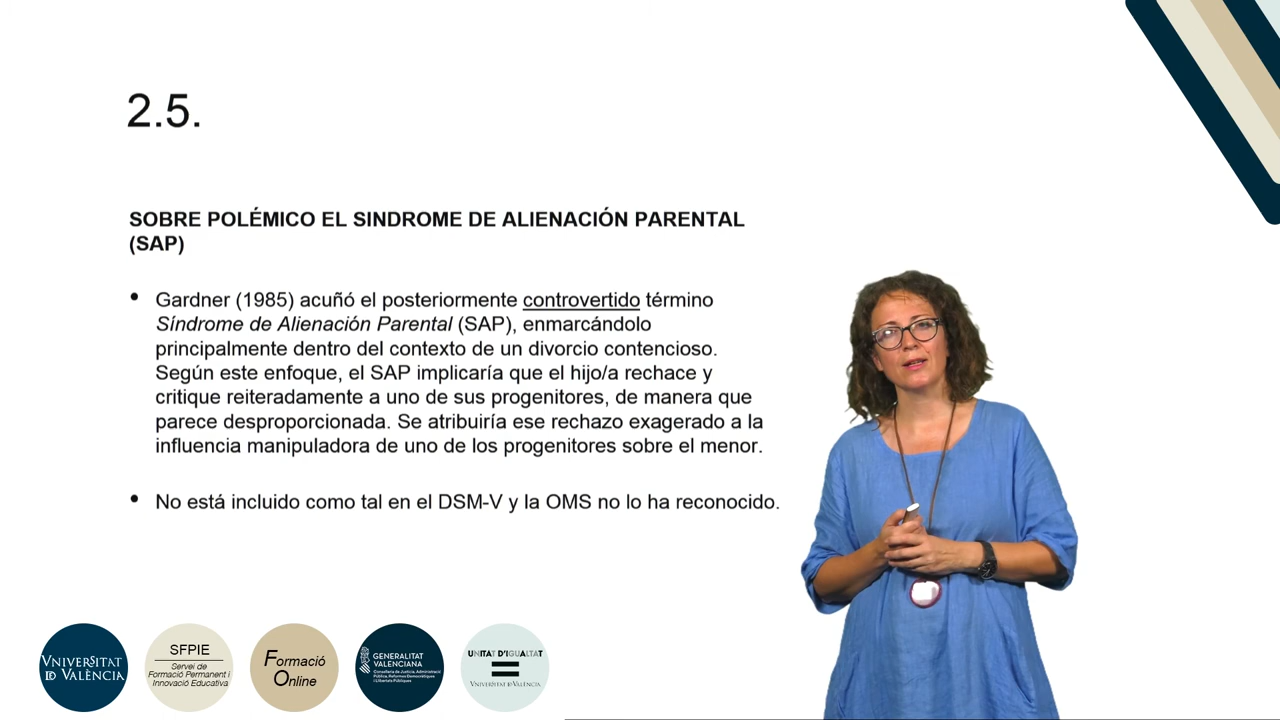 2.5.
SOBRE POLÉMICO EL SINDROME DE ALIENACIÓN PARENTAL
(SAP)
• Gardner (1985) acuñó el posteriormente controvertido término
Síndrome de Alienación Parental (SAP), enmarcándolo
principalmente dentro del contexto de un divorcio contencioso.
Según este enfoque, el SAP implicaría que el hijo/a rechace y
critique reiteradamente a uno de sus progenitores, de manera que
parece desproporcionada. Se atribuiría ese rechazo exagerado a la
influencia manipuladora de uno de los progenitores sobre el menor.
• No está incluido como tal en el DSM-V y la OMS no lo ha reconocido.
VNIVERSITAT
ID VALÈNCIA
SFPIE
Servei de
Formació Permanent i
Innovació Educativa
Formació
Online
GENERALITAT
VALENCIANA
Conselleria de Justícia, Administració
Pública, Reformes Democràtiques
i Llibertats Públiques
UNITAT D'IGUALTAT
VNIVERSITAT ID VALÈNCIA